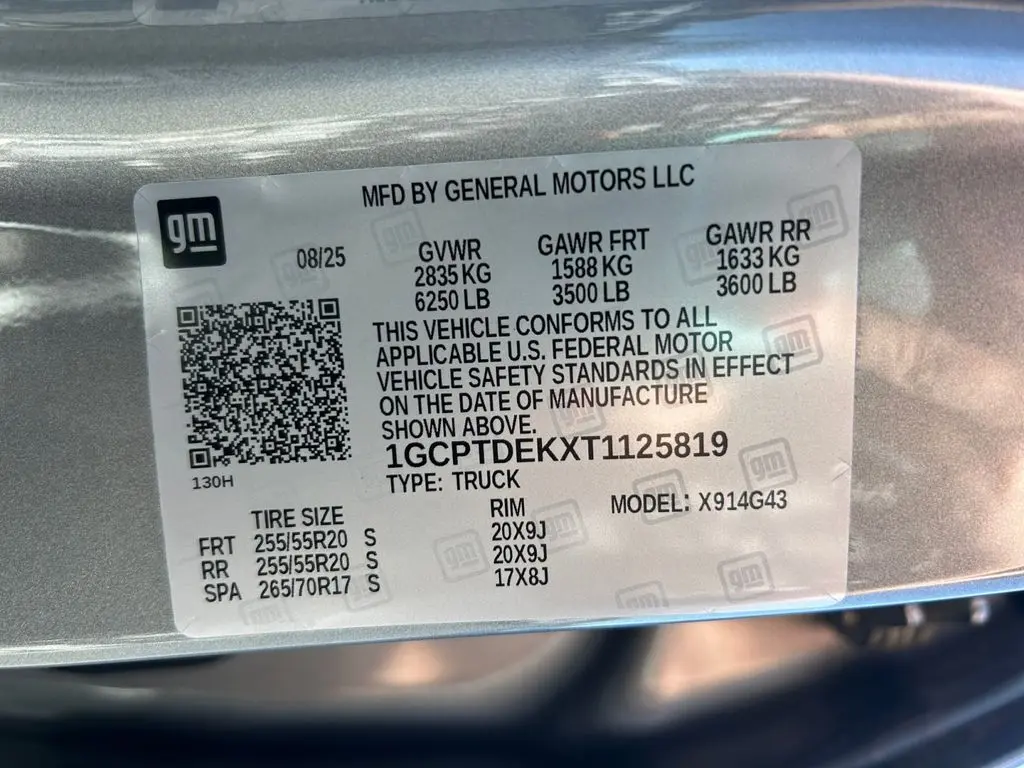 MFD BY GENERAL MOTORS LLC
gm
08/25
GVWR GAWR FRT GAWR RR
2835 KG 1588 KG 1633 KG
6250 LB 3500 LB 3600 LB
THIS VEHICLE CONFORMS TO ALL
APPLICABLE U.S. FEDERAL MOTOR
VEHICLE SAFETY STANDARDS IN EFFECT
ON THE DATE OF MANUFACTURE
SHOWN ABOVE.
1GCPTDEKXT1125819
130H
TYPE: TRUCK
TIRE SIZE RIM MODEL: X914G43
FRT 255/55R20 S 20X9J
RR 255/55R20 S 20X9J
SPA 265/70R17 S 17X8J